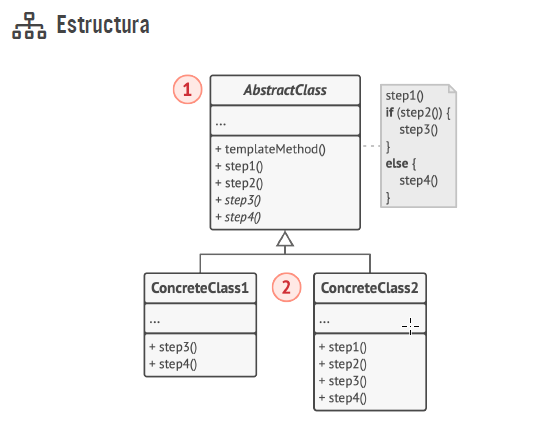 Estructura
1
AbstractClass
...
+ templateMethod()
+ step1()
+ step2()
+ step3()
+ step4()
step1()
if (step2()) {
step3()
}
else {
step4()
}
ConcreteClass1
...
+ step3()
+ step4()
2
ConcreteClass2
...
+ step1()
+ step2()
+ step3()
+ step4()